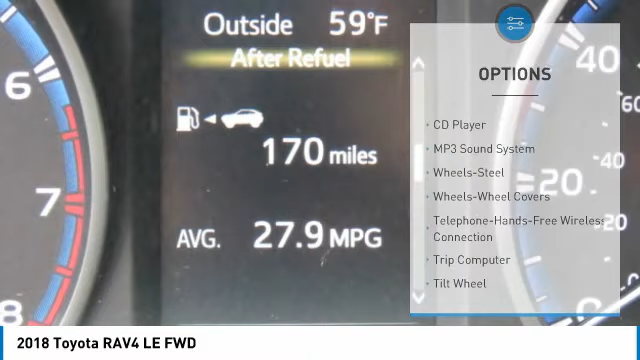 Outside 59°F
After Refuel
170 miles
AVG. 27.9 MPG
6
7
8
40
60
40
20
20
0
OPTIONS
CD Player
MP3 Sound System
Wheels-Steel
Wheels-Wheel Covers
Telephone-Hands-Free Wireless
Connection
Trip Computer
Tilt Wheel
2018 Toyota RAV4 LE FWD